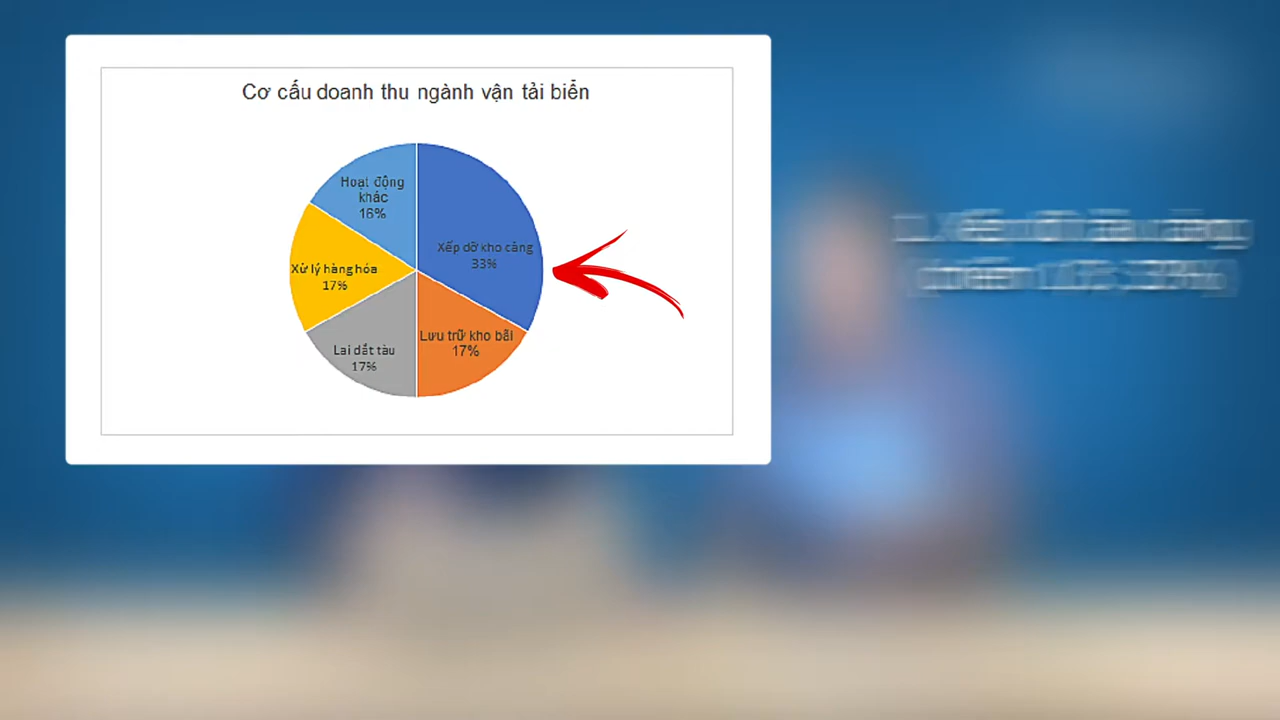 Cơ cấu doanh thu ngành vận tải biển
Hoạt động
khác
16%
Xếp dỡ kho cảng
33%
Xử lý hàng hóa
17%
Lưu trữ kho bãi
17%
Lai dắt tàu
17%